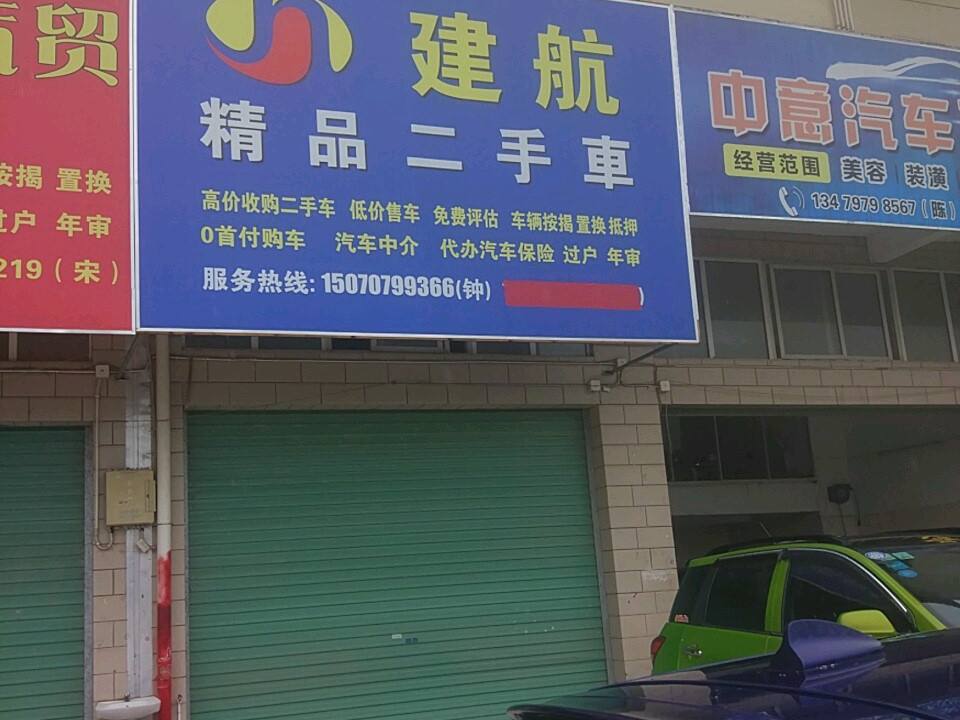 贸
按揭 置换
过户 年审
219（宋）
建航
精品二手車
高价收购二手车 低价售车 免费评估 车辆按揭置换抵押
0首付购车 汽车中介 代办汽车保险 过户 年审
服务热线: 15070799366(钟)
中意汽车
经营范围 美容 | 装潢
134 7979 8567（陈）